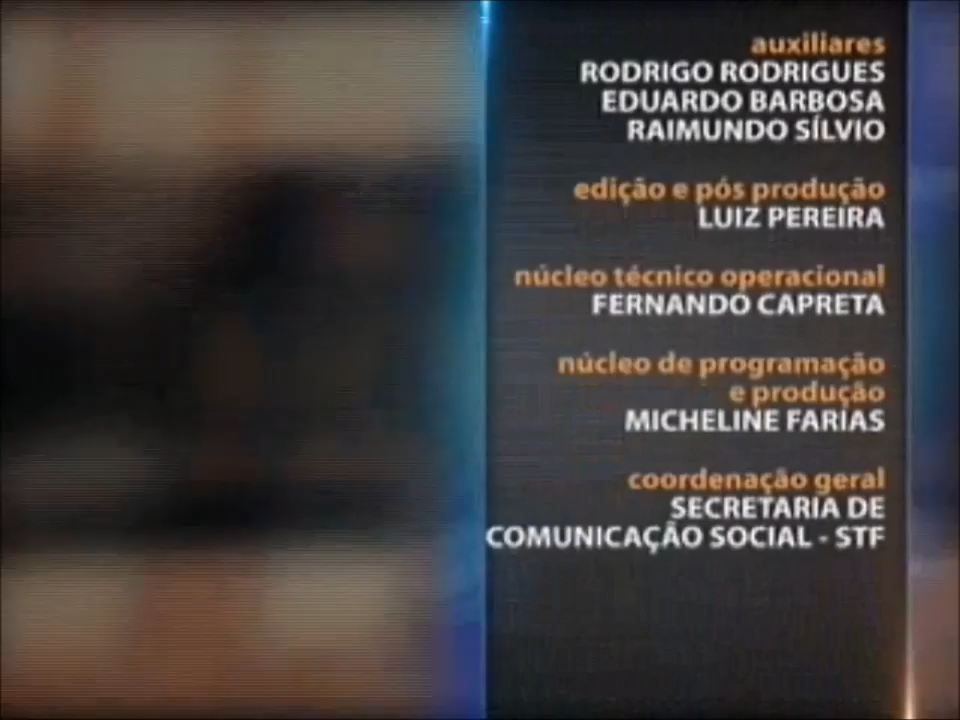 auxiliares
RODRIGO RODRIGUES
EDUARDO BARBOSA
RAIMUNDO SÍLVIO
edição e pós produção
LUIZ PEREIRA
núcleo técnico operacional
FERNANDO CAPRETA
núcleo de programação
e produção
MICHELINE FARIAS
coordenação geral
SECRETARIA DE
COMUNICAÇÃO SOCIAL - STF